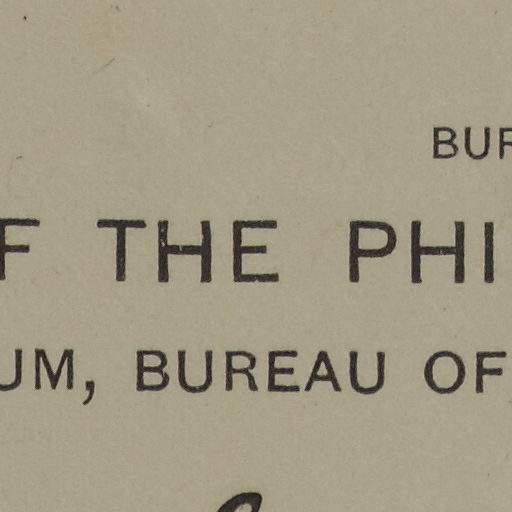 BUR
F THE PHI
UM, BUREAU OF